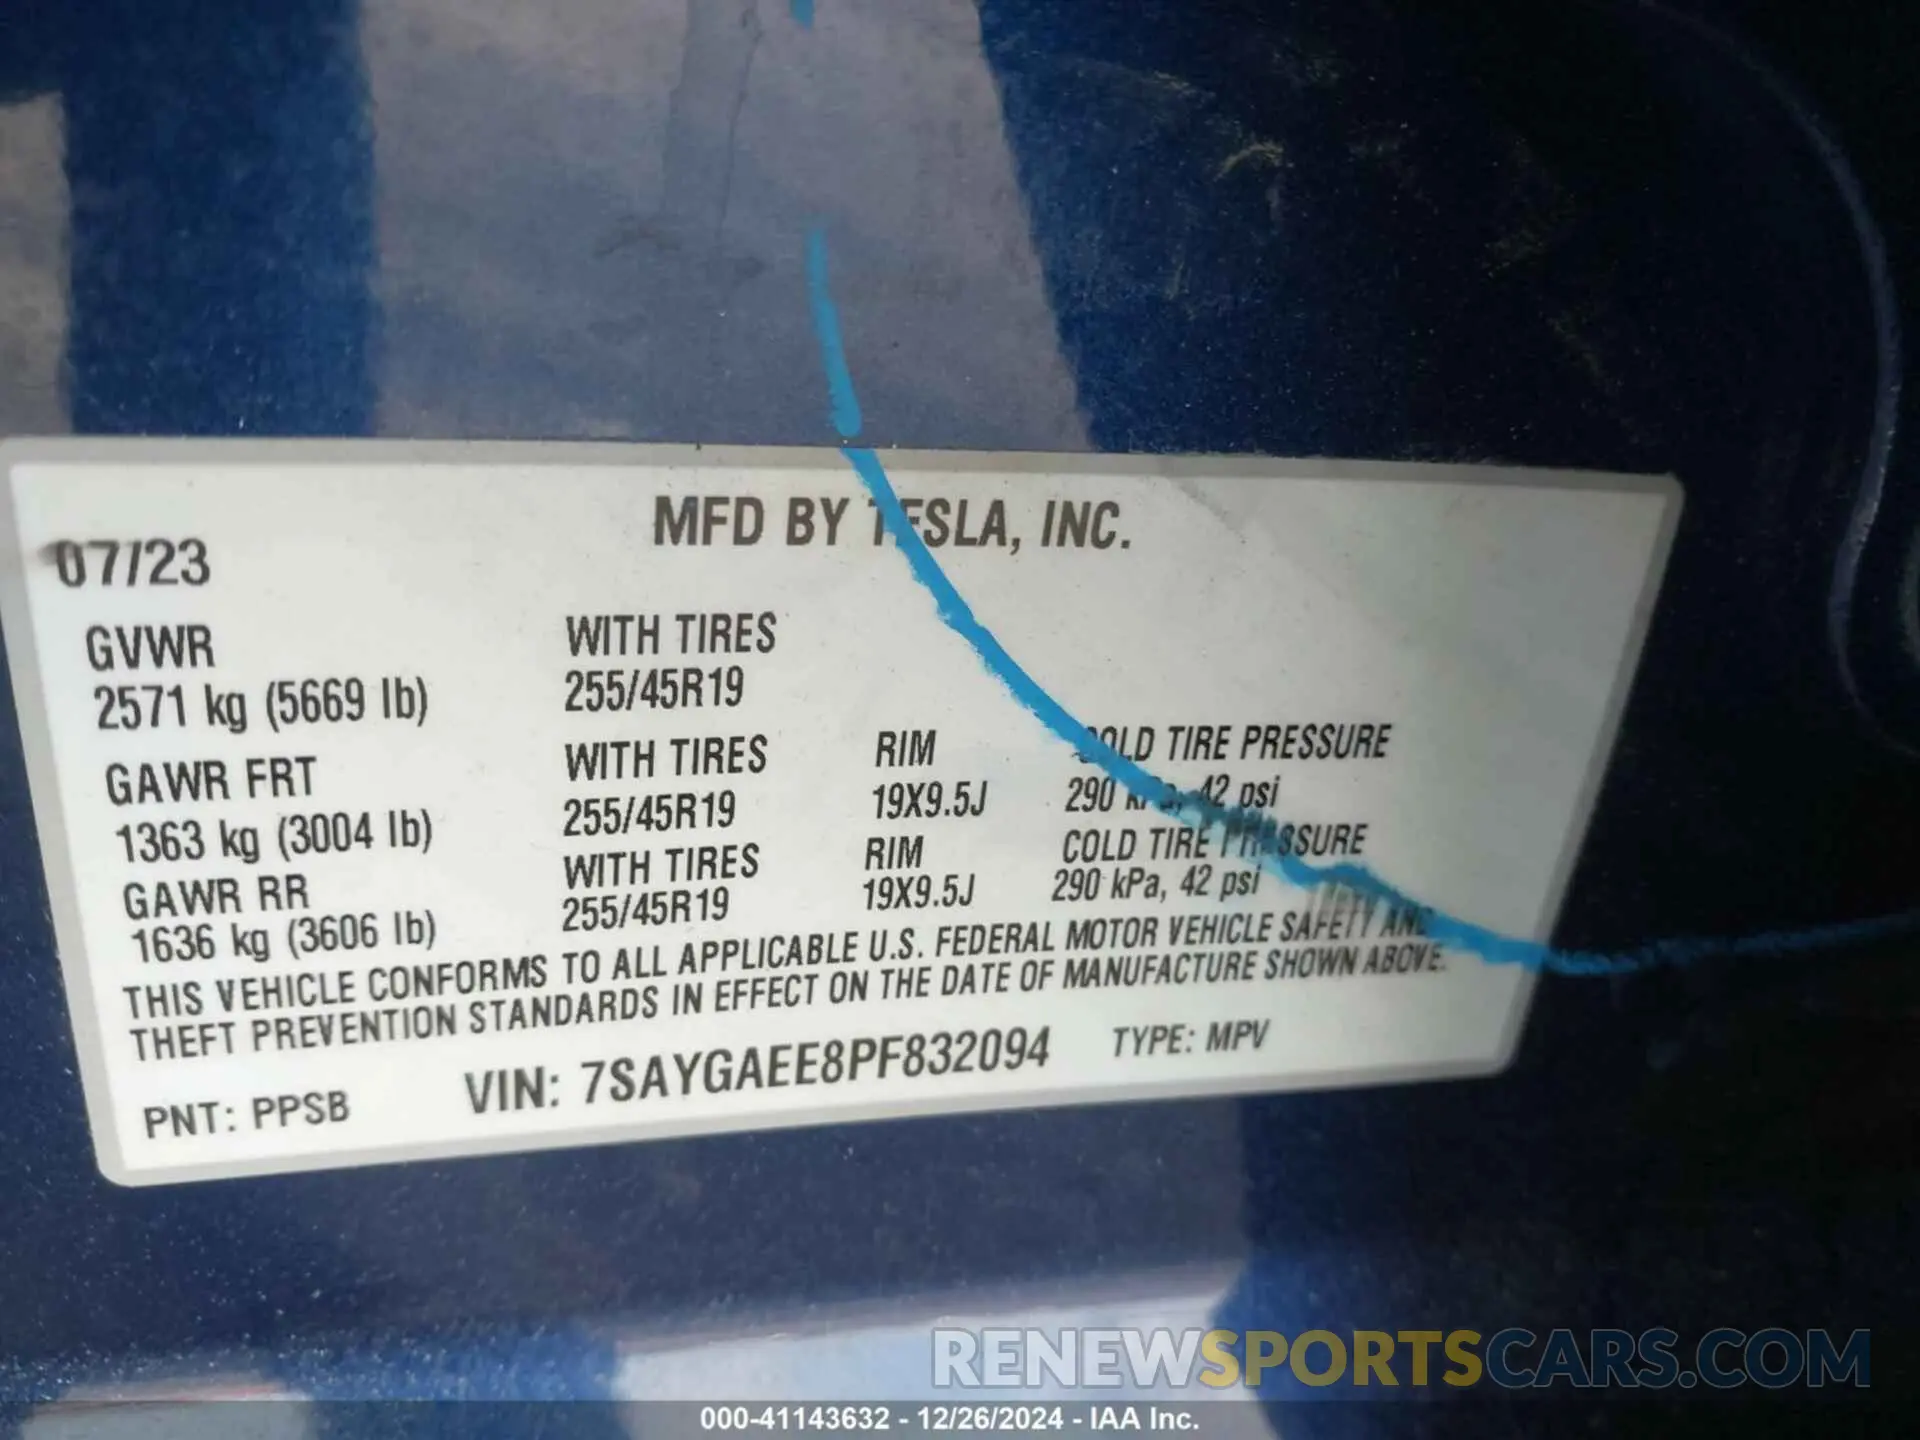 MFD BY TESLA, INC.
07/23
GVWR WITH TIRES
2571 kg (5669 lb) 255/45R19
GAWR FRT WITH TIRES RIM COLD TIRE PRESSURE
1363 kg (3004 lb) 255/45R19 19X9.5J 290 kPa, 42 psi
GAWR RR WITH TIRES RIM COLD TIRE PRESSURE
1636 kg (3606 lb) 255/45R19 19X9.5J 290 kPa, 42 psi
THIS VEHICLE CONFORMS TO ALL APPLICABLE U.S. FEDERAL MOTOR VEHICLE SAFETY AND
THEFT PREVENTION STANDARDS IN EFFECT ON THE DATE OF MANUFACTURE SHOWN ABOVE.
PNT: PPSB VIN: 7SAYGAEE8PF832094 TYPE: MPV
RENEWSPORTSCARS.COM
000-41143632 - 12/26/2024 - IAA Inc.